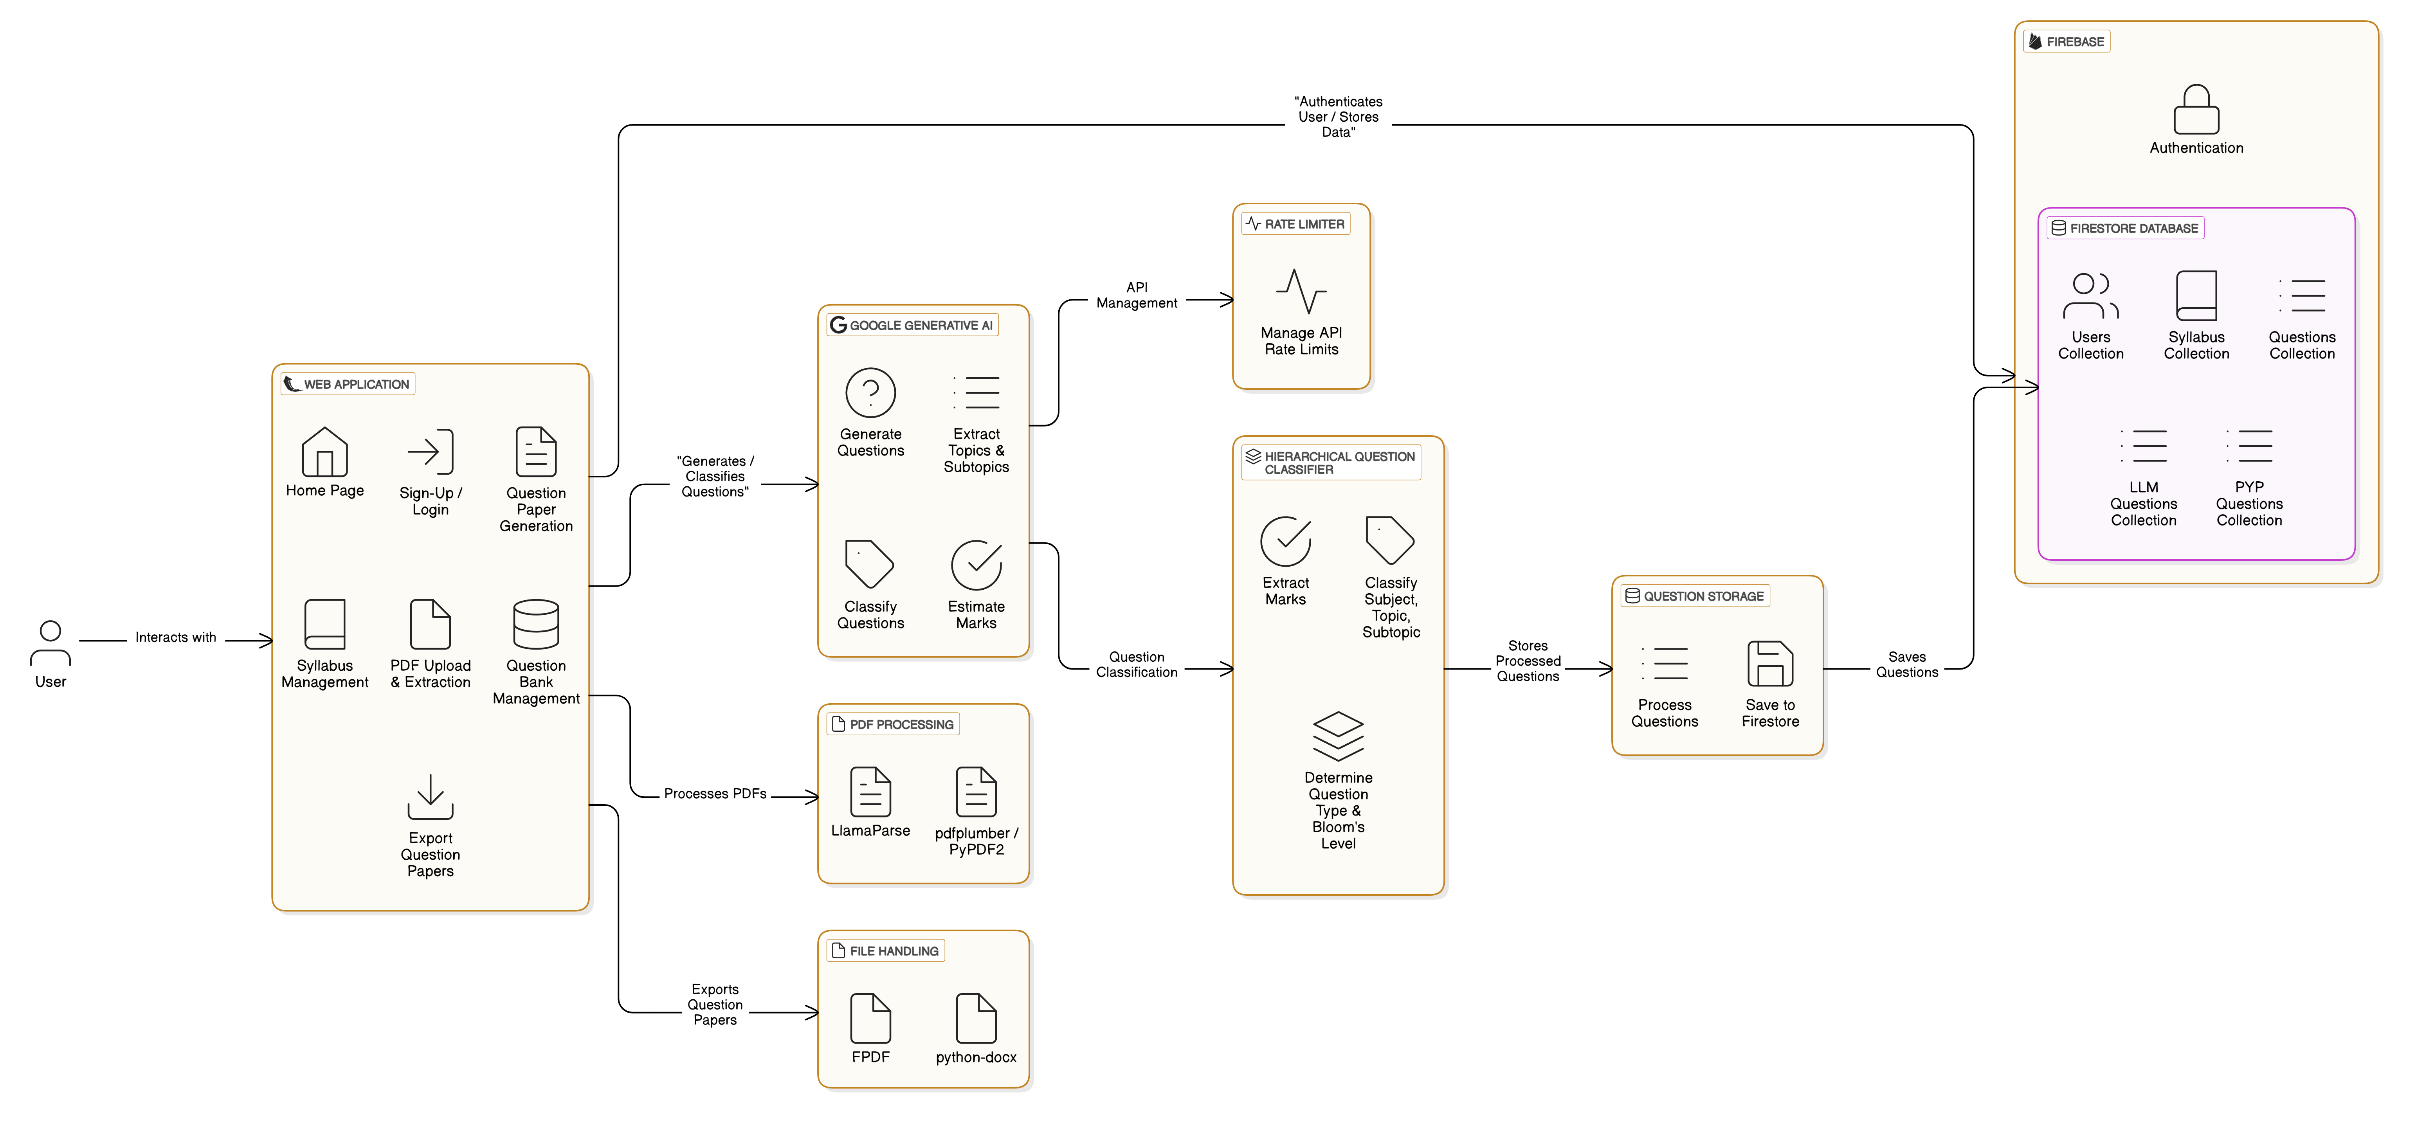 FIREBASE
Authentication
FIRESTORE DATABASE
Users
Collection
Syllabus
Collection
Questions
Collection
LLM
Questions
Collection
PYP
Questions
Collection
"Authenticates
User / Stores
Data"
RATE LIMITER
Manage API
Rate Limits
API
Management
GOOGLE GENERATIVE AI
Generate
Questions
Extract
Topics &
Subtopics
Classify
Questions
Estimate
Marks
WEB APPLICATION
Home Page
Sign-Up /
Login
Question
Paper
Generation
Syllabus
Management
PDF Upload
& Extraction
Question
Bank
Management
Export
Question
Papers
"Generates /
Classifies
Questions"
User
Interacts with
HIERARCHICAL QUESTION
CLASSIFIER
Extract
Marks
Classify
Subject,
Topic,
Subtopic
Determine
Question
Type &
Bloom's
Level
Question
Classification
Stores
Processed
Questions
QUESTION STORAGE
Process
Questions
Save to
Firestore
Saves
Questions
Processes PDFs
PDF PROCESSING
LlamaParse
pdfplumber /
PyPDF2
Exports
Question
Papers
FILE HANDLING
FPDF
python-docx